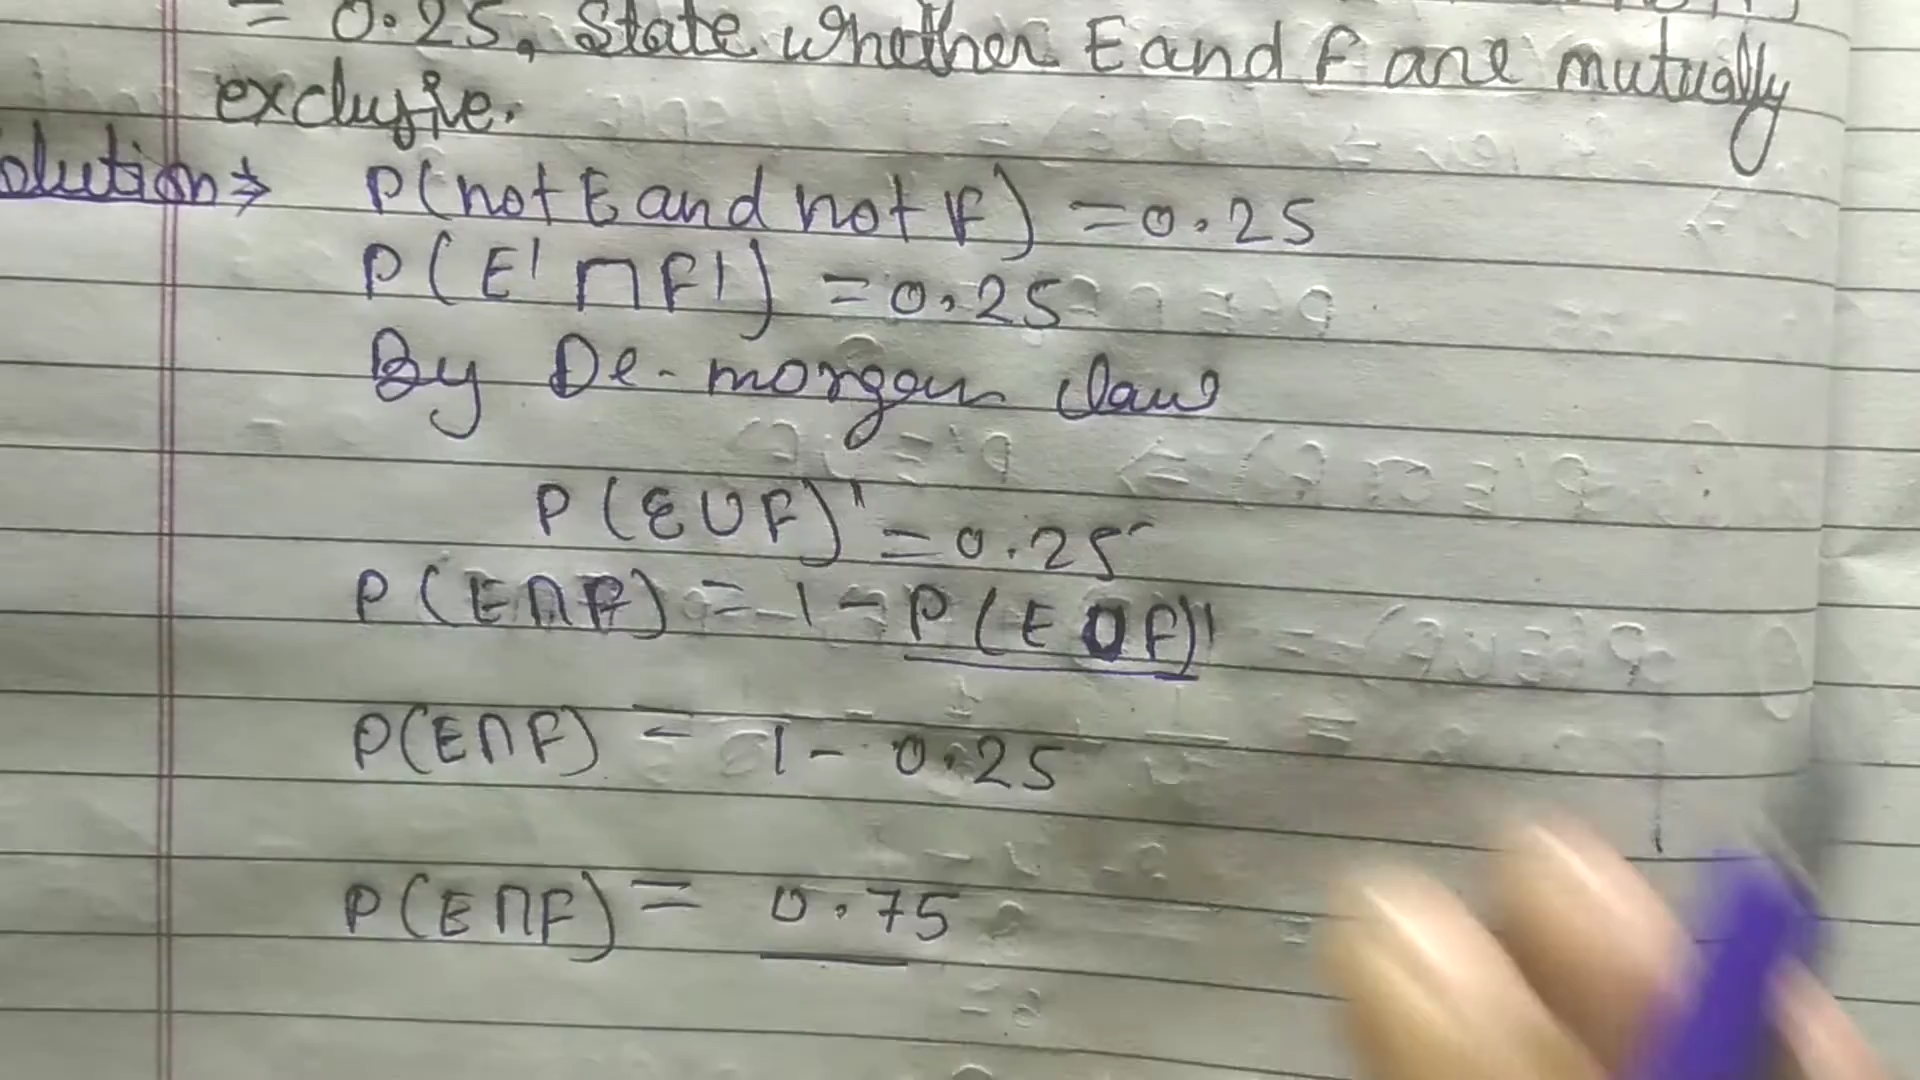 = 0.25, State whether E and F are mutually
exclusive.
olution ⇒ P(not E and not F) = 0.25
P(E' ∩ F') = 0.25
By De-morgan law
P(E ∪ F)' = 0.25
P(E ∩ F) = 1 - P(E ∪ F)'
P(E ∩ F) = 1 - 0.25
P(E ∩ F) = 0.75